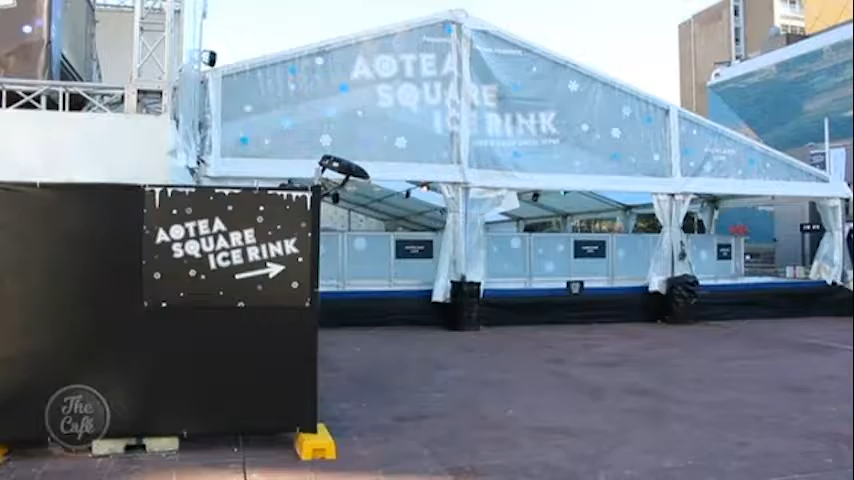 AOTEA
SQUARE
ICE RINK
AOTEA
SQUARE
ICE RINK
The
Café